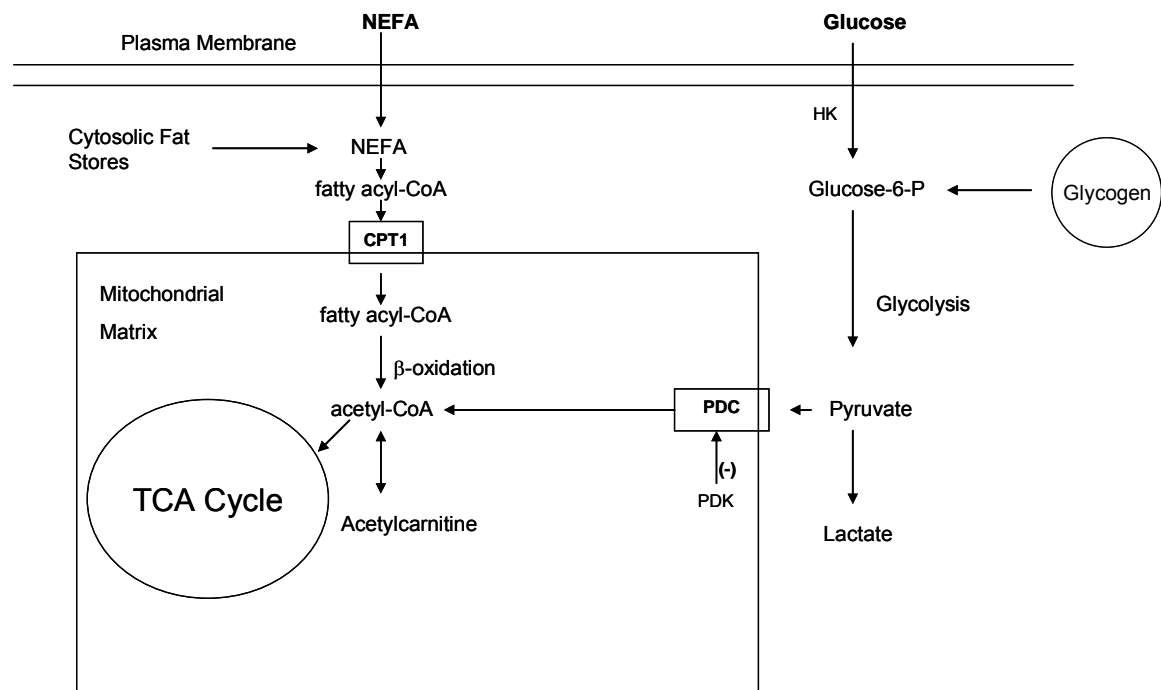 NEFA
Glucose
Plasma Membrane
HK
Cytosolic Fat
Stores
NEFA
fatty acyl-CoA
Glucose-6-P
Glycogen
CPT1
Mitochondrial
Matrix
fatty acyl-CoA
Glycolysis
β-oxidation
acetyl-CoA
PDC
Pyruvate
(-)
PDK
TCA Cycle
Acetylcarnitine
Lactate